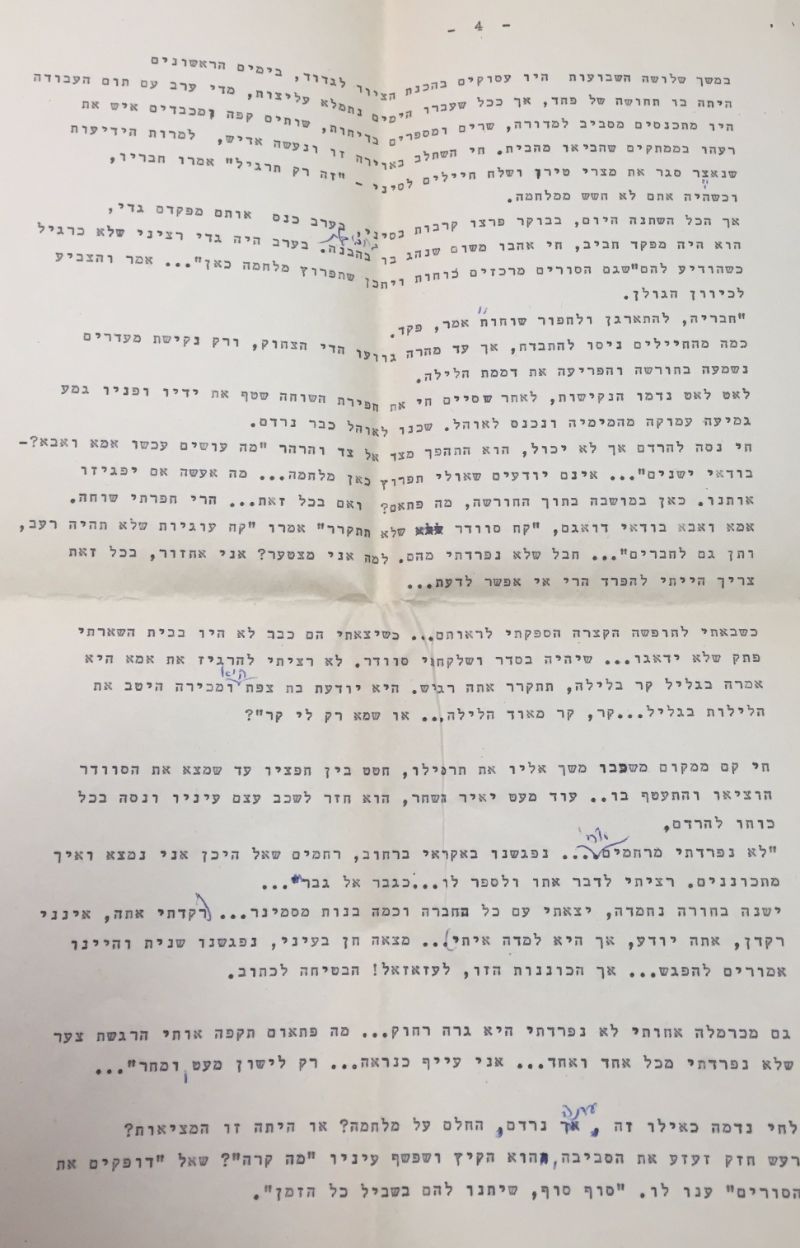 - 4 -
במשך שלושה השבועות היו עסוקים בהכנת הציוד לגדוד, בימים הראשונים
היתה בו תחושה של פחד, אך ככל שעברו הימים נתמלא עליצות, מדי ערב עם תום העבודה
היו מתכנסים מסביב למדורה, שרים ומספרים בדיחות, שותים קפה ומכבדים איש את
רעהו בממתקים שהביאו מהבית. חי השתלב באוירה זו ונעשה אדיש, למרות הידיעות
שנאצר סגר את מצרי טירן ושלח חיילים לסיני - "זה רק תרגיל" אמרו חבריו,
וכשהיה אתם לא חשש ממלחמה.
אך הכל השתנה היום, בבוקר פרצו קרבות בסיני, בערב כנס אותם מפקדם גדי,
הוא היה מפקד חביב, חי אהבו משום שנהג בו בהבנה. בערב היה גדי רציני שלא כרגיל
כשהודיע להם"שגם הסורים מרכזים כוחות ויתכן שתפרוץ מלחמה כאן"... אמר והצביע
לכיוון הגולן.
"חבריה, להתארגן ולחפור שוחות" אמר, פקד.
כמה מהחיילים ניסו להתבדח, אך עד מהרה גוועו הדי הצחוק, ורק נקישת מעדרים
נשמעה בחורשה והפריעה את דממת הלילה.
לאט לאט נדמו הנקישות, לאחר שסיים חי את חפירת השוחה שטף את ידיו ופניו גמע
גמיעה עמוקה מהמימיה ונכנס לאוהל. שכנו לאוהל כבר נרדם.
חי נסה להרדם אך לא יכול, הוא התהפך מצד אל צד והרהר "מה עושים עכשו אמא ואבא?-
בודאי ישנים"... אינם יודעים שאולי תפרוץ כאן מלחמה... מה אעשה אם יפגיזו
אותנו. כאן במושבה בתוך החורשה, מה פתאם? ואם בכל זאת... הרי חפרתי שוחה.
אמא ואבא בודאי דואגם, "קח סוודר שלא תתקרר" אמרו "קח עוגיות שלא תהיה רעב,
ותן גם לחברים"... חבל שלא נפרדתי מהם. למה אני מצטער? אני אחזור, בכל זאת
צריך הייתי להפרד הרי אי אפשר לדעת...
כשבאתי לחופשה הקצרה הספקתי לראותם... כשיצאתי הם כבר לא היו בבית השארתי
פתק שלא ידאגו... שיהיה בסדר ושלקחתי סוודר. לא רציתי להרגיז את אמא היא
אמרה בגליל קר בלילה, תתקרר אתה רגיש. היא יודעת בת צפת היא ומכירה היטב את
הלילות בגליל...קר, קר מאוד הלילה... או שמא רק לי קר"?
חי קם ממקום משכבו משך אליו את תרמילו, חטט בין חפציו עד שמצא את הסוודר
הוציאו והתעטף בו.. עוד מעט יאיר השחר, הוא חזר לשכב עצם עיניו ונסה בכל
כוחו להרדם,
"לא נפרדתי מרחמים... נפגשנו באקראי ברחוב, רחמים שאל היכן אני נמצא ואיך
מתכוננים. רציתי לדבר אתו ולספר לו...כגבר אל גבר"...
ישנה בחורה נחמדה, יצאתי עם כל החברה וכמה בנות מסמינר... רקדתי אתה, אינני
רקדן, אתה יודע, אך היא למדה איתי... מצאה חן בעיני, נפגשנו שנית והיינו
אמורים להפגש... אך הכוננות הזו, לעזאזל! הבטיחה לכתוב.
גם מכרמלה אחותי לא נפרדתי היא גרה רחוק... מה פתאום תקפה אותי הרגשת צער
שלא נפרדתי מכל אחד ואחד... אני עייף כנראה... רק לישון מעט ומחר"...
לחי נדמה כאילו זה עתה נרדם, החלם על מלחמה? או היתה זו המציאות?
רעש חזק זעזע את הסביבה, הוא הקיץ ושפשף עיניו "מה קרה"? שאל "דופקים את
הסורים" ענו לו. "סוף סוף, שיתנו להם בשביל כל הזמן".